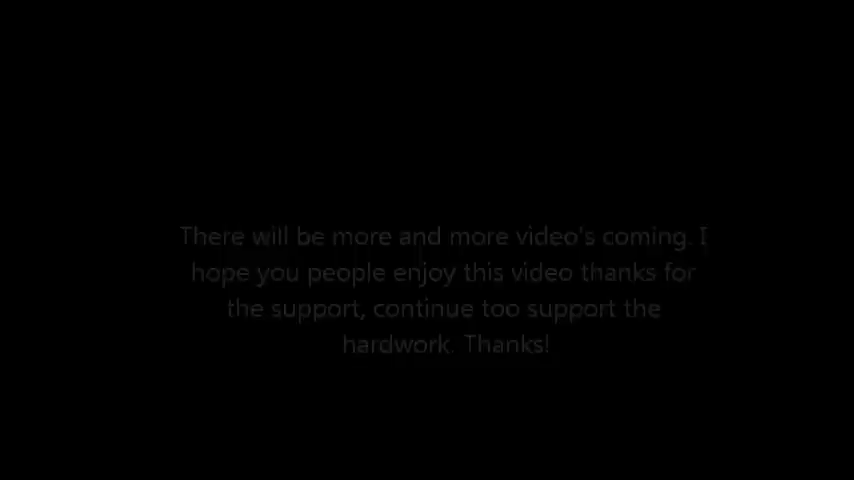 There will be more and more video's coming. I
hope you people enjoy this video thanks for
the support, continue too support the
hardwork. Thanks!